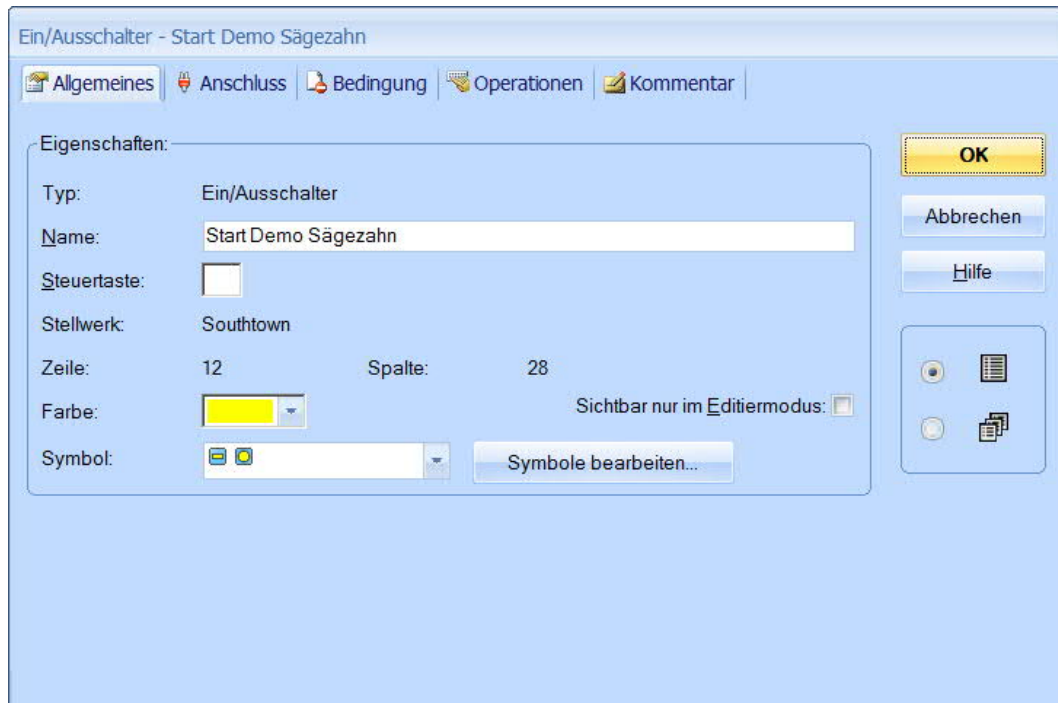 Ein/Ausschalter - Start Demo Sägezahn
Allgemeines Anschluss Bedingung Operationen Kommentar
Eigenschaften:
Typ: Ein/Ausschalter
Name: Start Demo Sägezahn
Steuertaste:
Stellwerk: Southtown
Zeile: 12 Spalte: 28
Farbe: Sichtbar nur im Editiermodus:
Symbol: Symbole bearbeiten...
OK
Abbrechen
Hilfe